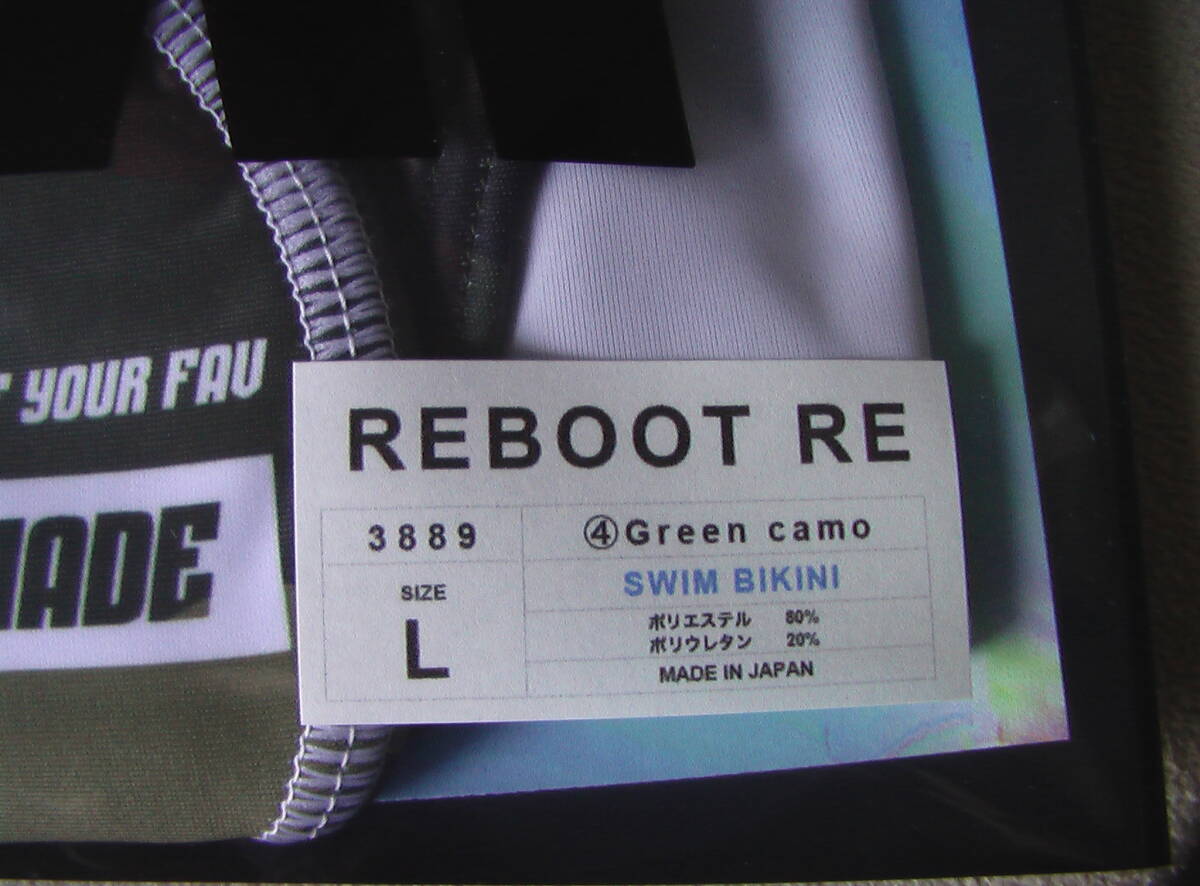 YOUR FAV
REBOOT RE
3889
④Green camo
SWIM BIKINI
SIZE
L
ポリエステル 80%
ポリウレタン 20%
MADE IN JAPAN